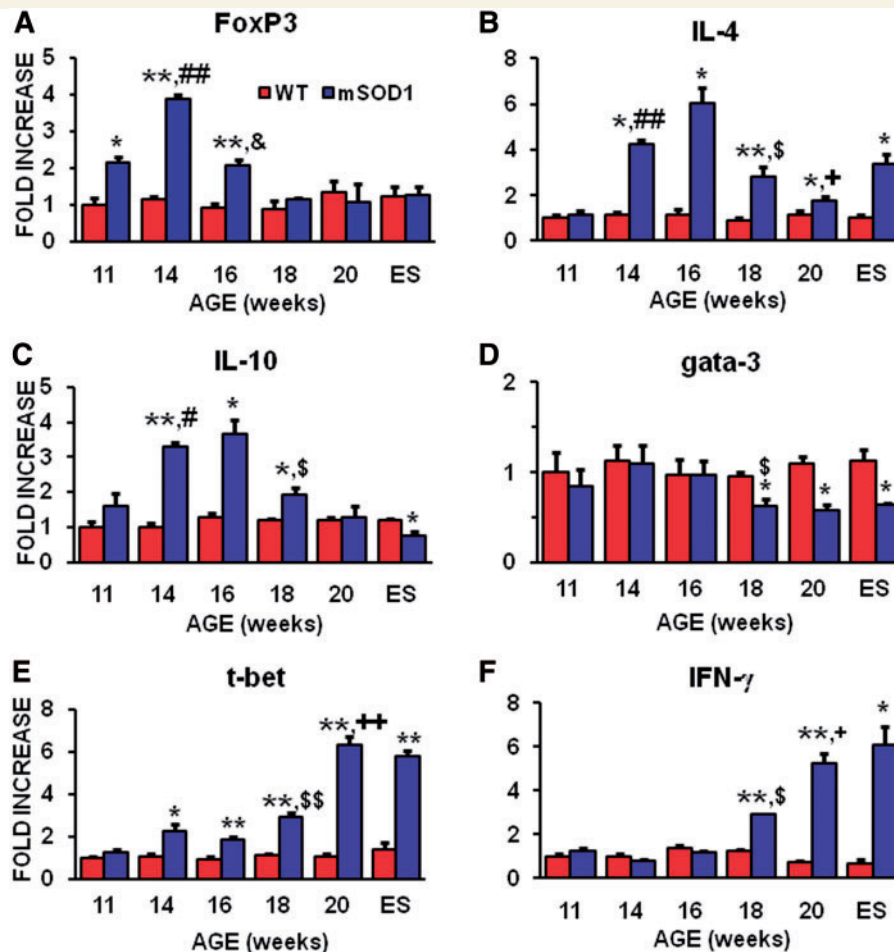 A
FoxP3
FOLD INCREASE
5
4
3
2
1
0
*
**,##
**,&
WT
mSOD1
11 14 16 18 20 ES
AGE (weeks)
B
IL-4
8
6
4
2
0
*,##
*
**,$
*,+
*
11 14 16 18 20 ES
AGE (weeks)
C
IL-10
FOLD INCREASE
5
4
3
2
1
0
**,#
*
*,$
*
11 14 16 18 20 ES
AGE (weeks)
D
gata-3
2
1
0
$
*
*
*
11 14 16 18 20 ES
AGE (weeks)
E
t-bet
FOLD INCREASE
8
6
4
2
0
*
**
**,$$
**,++
**
11 14 16 18 20 ES
AGE (weeks)
F
IFN-γ
8
6
4
2
0
**,$
**,+
*
11 14 16 18 20 ES
AGE (weeks)